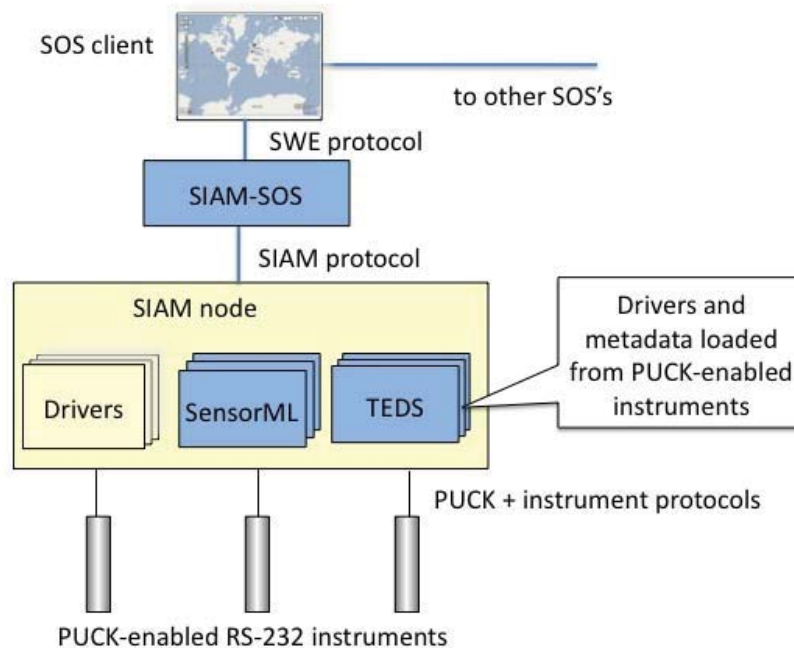 SOS client
to other SOS's
SWE protocol
SIAM-SOS
SIAM protocol
SIAM node
Drivers
SensorML
TEDS
Drivers and
metadada loaded
from PUCK-enabled
instruments
PUCK + instrument protocols
PUCK-enabled RS-232 instruments